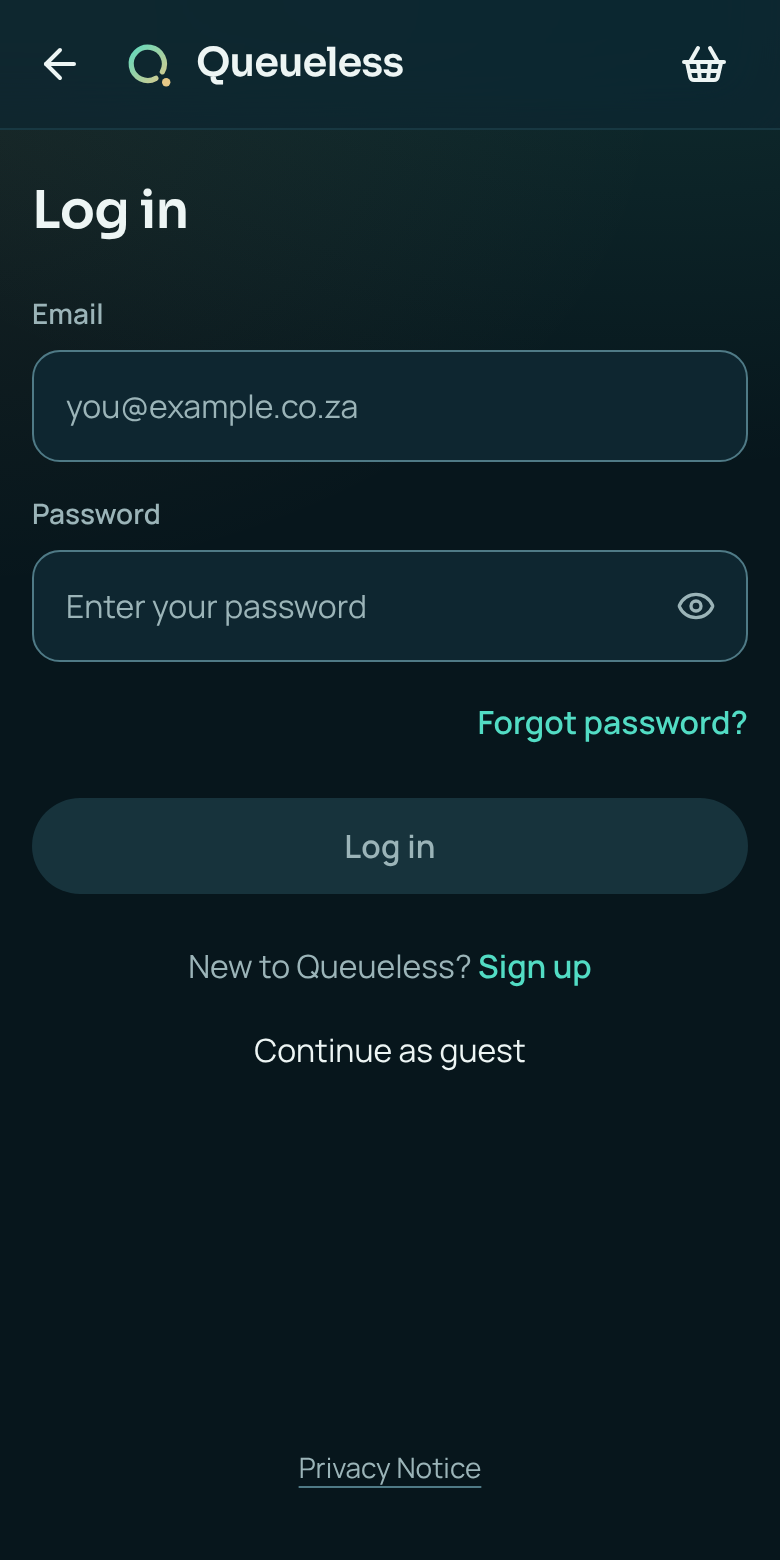 Queueless
Log in
Email
you@example.co.za
Password
Enter your password
Forgot password?
Log in
New to Queueless? Sign up
Continue as guest
Privacy Notice